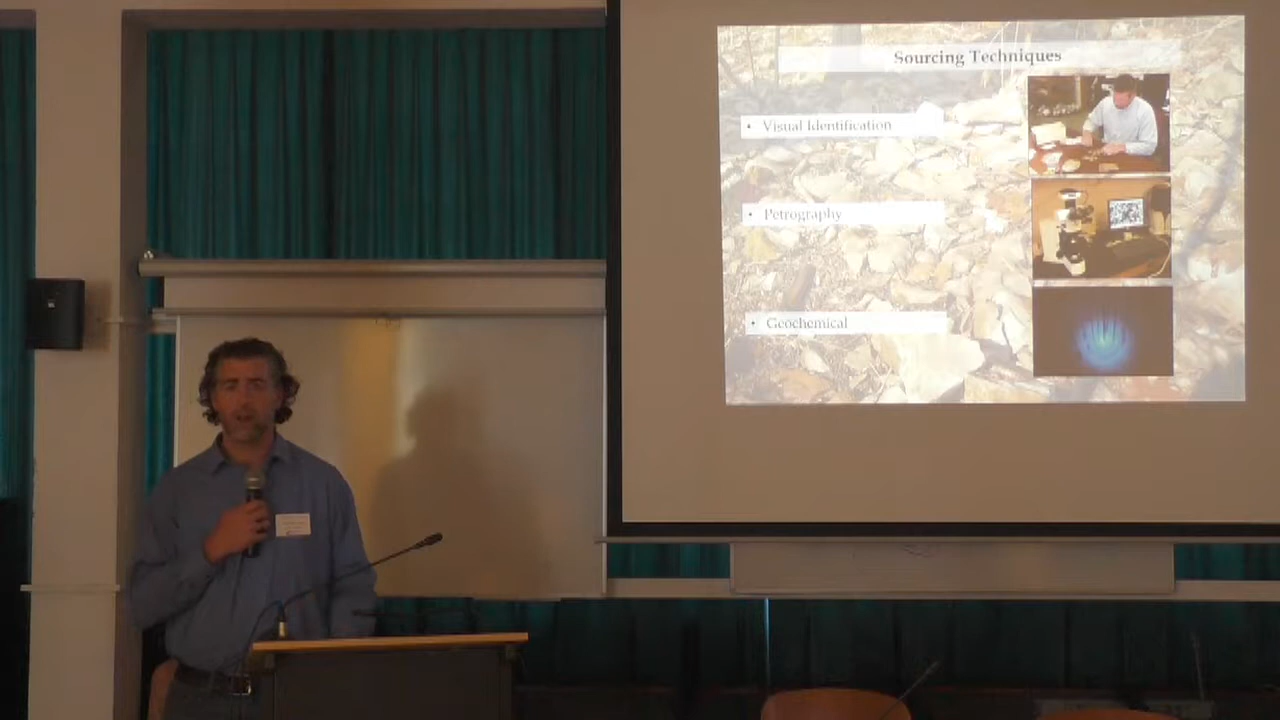 Sourcing Techniques
• Visual Identification
• Petrography
• Geochemical